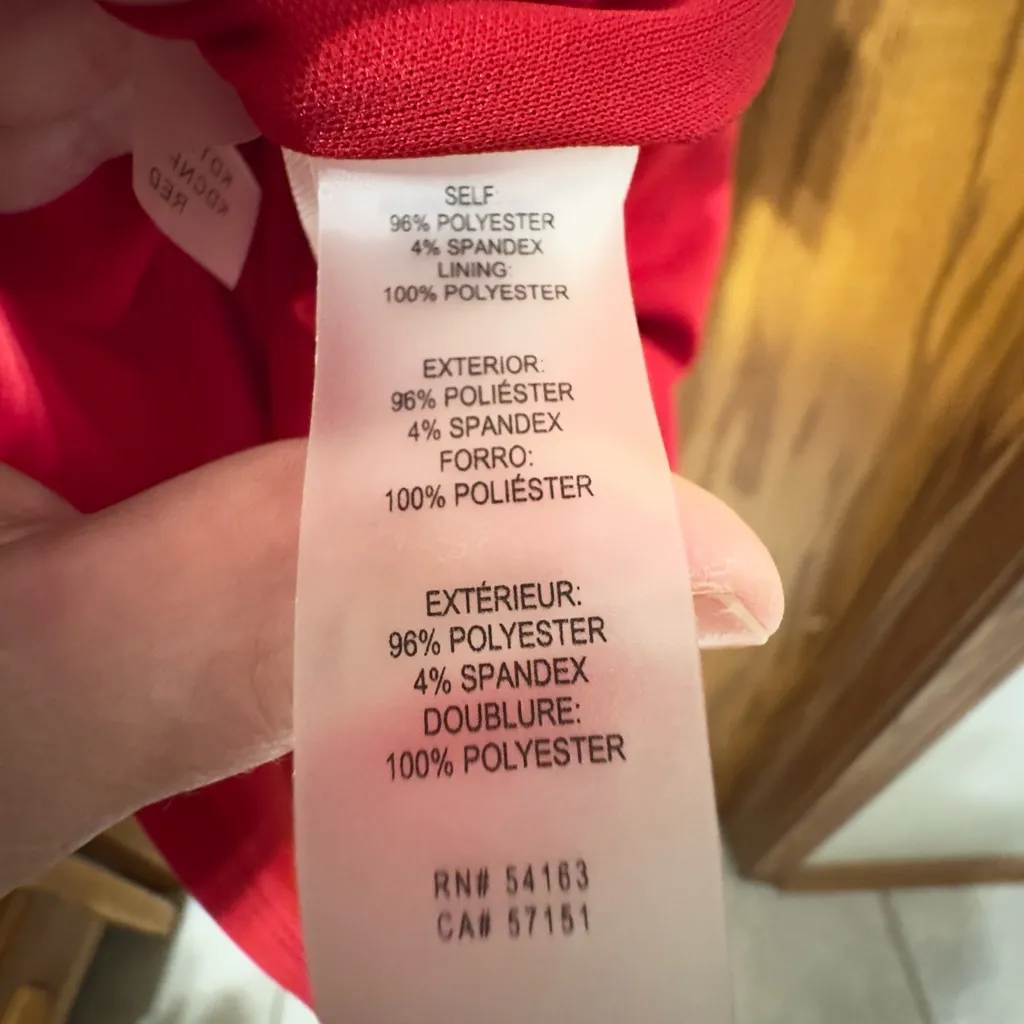 SELF:
96% POLYESTER
4% SPANDEX
LINING:
100% POLYESTER
EXTERIOR:
96% POLIÉSTER
4% SPANDEX
FORRO:
100% POLIÉSTER
EXTÉRIEUR:
96% POLYESTER
4% SPANDEX
DOUBLURE:
100% POLYESTER
RN# 54163
CA# 57151
RED